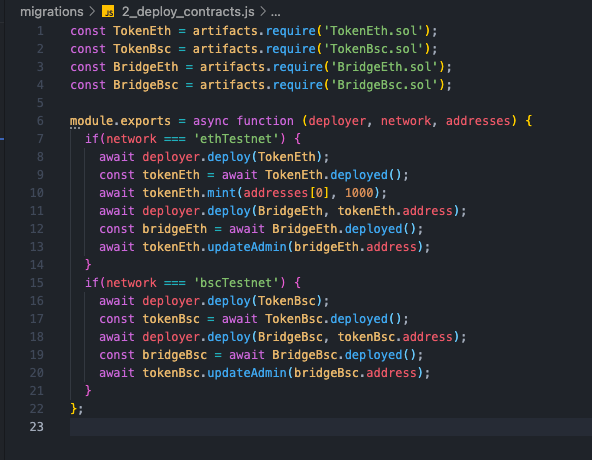 migrations > JS 2_deploy_contracts.js > ...
1 const TokenEth = artifacts.require('TokenEth.sol');
2 const TokenBsc = artifacts.require('TokenBsc.sol');
3 const BridgeEth = artifacts.require('BridgeEth.sol');
4 const BridgeBsc = artifacts.require('BridgeBsc.sol');
5
6 module.exports = async function (deployer, network, addresses) {
7   if(network === 'ethTestnet') {
8     await deployer.deploy(TokenEth);
9     const tokenEth = await TokenEth.deployed();
10     await tokenEth.mint(addresses[0], 1000);
11     await deployer.deploy(BridgeEth, tokenEth.address);
12     const bridgeEth = await BridgeEth.deployed();
13     await tokenEth.updateAdmin(bridgeEth.address);
14   }
15   if(network === 'bscTestnet') {
16     await deployer.deploy(TokenBsc);
17     const tokenBsc = await TokenBsc.deployed();
18     await deployer.deploy(BridgeBsc, tokenBsc.address);
19     const bridgeBsc = await BridgeBsc.deployed();
20     await tokenBsc.updateAdmin(bridgeBsc.address);
21   }
22 };
23